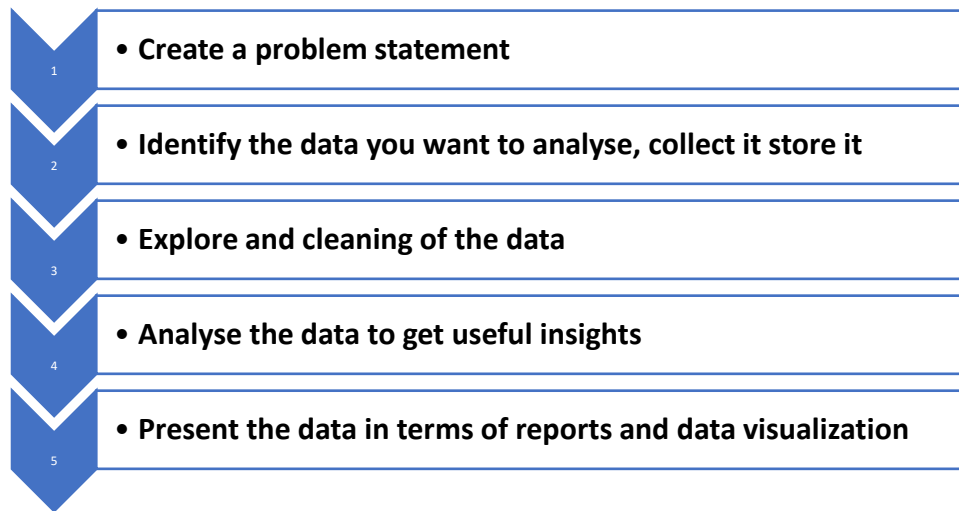 1
• Create a problem statement
2
• Identify the data you want to analyse, collect it store it
3
• Explore and cleaning of the data
4
• Analyse the data to get useful insights
5
• Present the data in terms of reports and data visualization